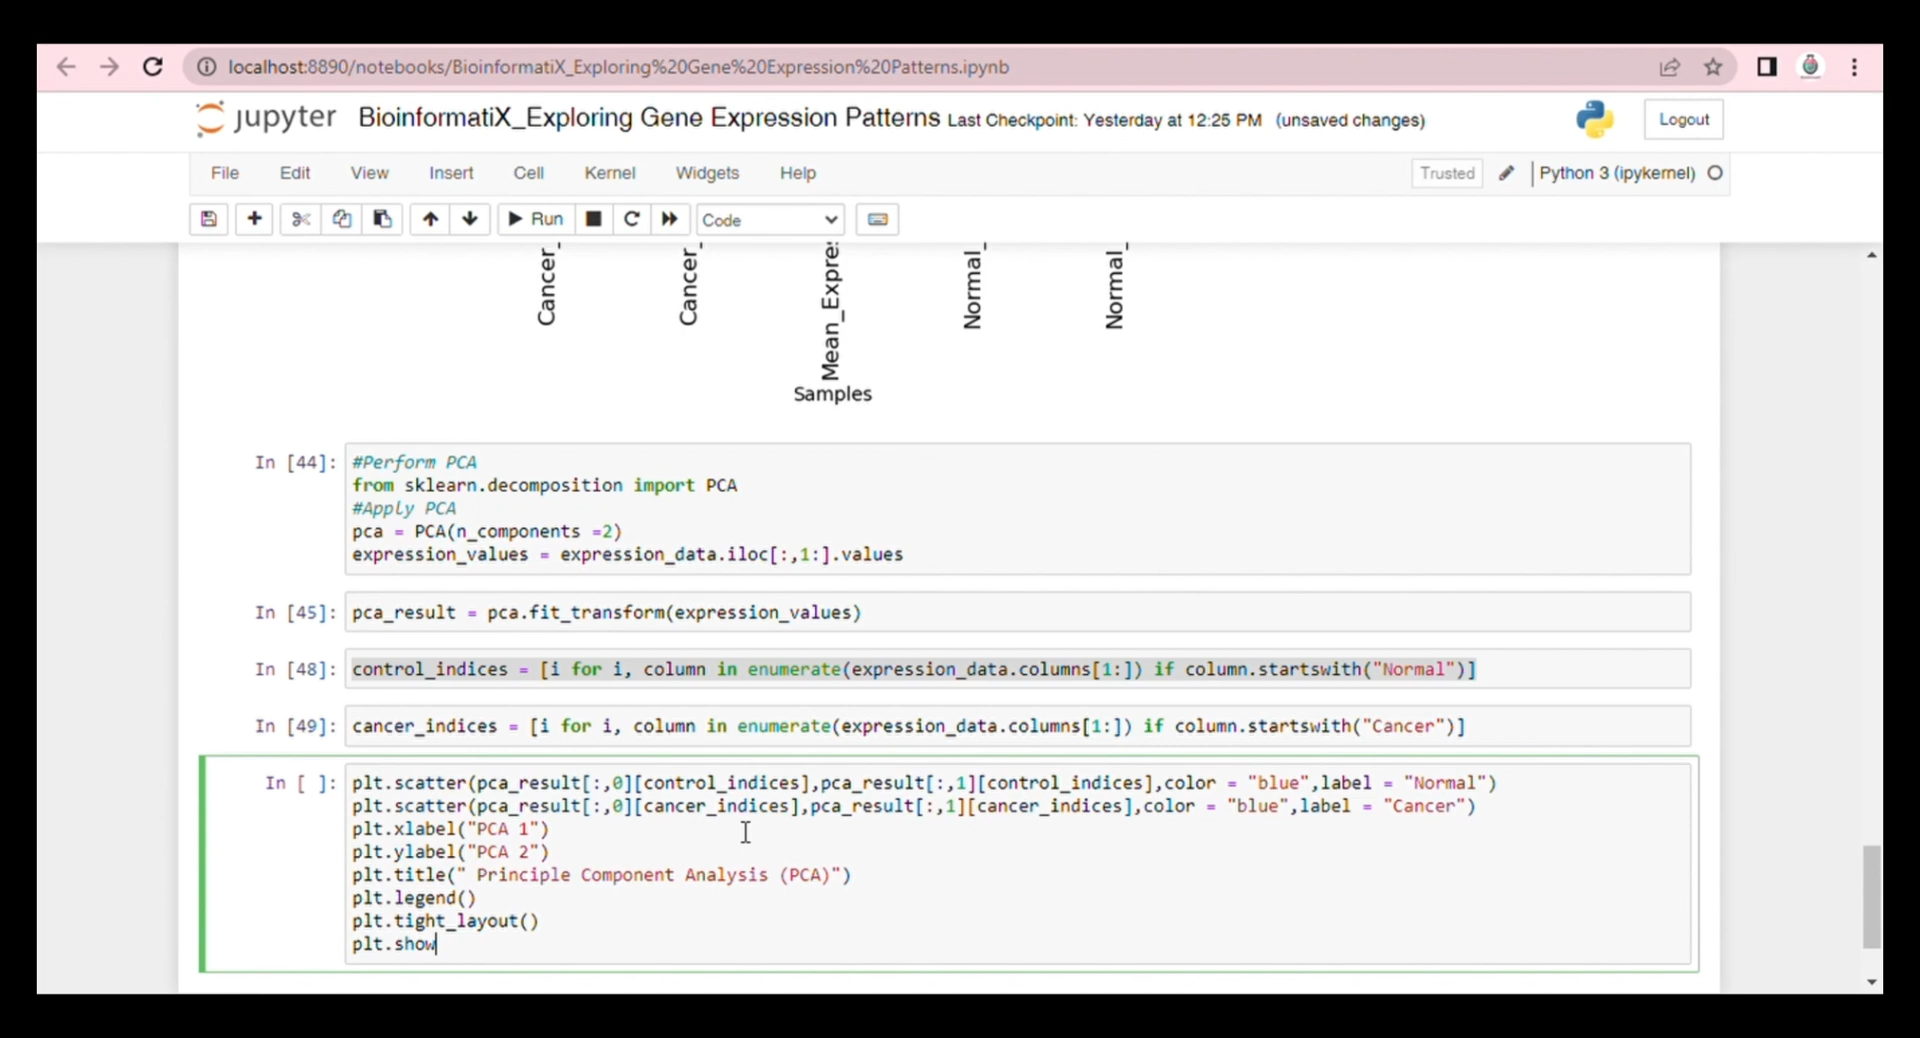 localhost:8890/notebooks/BioinformatiX_Exploring%20Gene%20Expression%20Patterns.ipynb
jupyter BioinformatiX_Exploring Gene Expression Patterns Last Checkpoint: Yesterday at 12:25 PM (unsaved changes) Logout
File Edit View Insert Cell Kernel Widgets Help Trusted Python 3 (ipykernel)
Run Code
Cancer_ Cancer_ Mean_Expre Normal_ Normal_
Samples
In [44]: #Perform PCA
from sklearn.decomposition import PCA
#Apply PCA
pca = PCA(n_components =2)
expression_values = expression_data.iloc[:,1:].values
In [45]: pca_result = pca.fit_transform(expression_values)
In [48]: control_indices = [i for i, column in enumerate(expression_data.columns[1:]) if column.startswith("Normal")]
In [49]: cancer_indices = [i for i, column in enumerate(expression_data.columns[1:]) if column.startswith("Cancer")]
In [ ]: plt.scatter(pca_result[:,0][control_indices],pca_result[:,1][control_indices],color = "blue",label = "Normal")
plt.scatter(pca_result[:,0][cancer_indices],pca_result[:,1][cancer_indices],color = "blue",label = "Cancer")
plt.xlabel("PCA 1")
plt.ylabel("PCA 2")
plt.title(" Principle Component Analysis (PCA)")
plt.legend()
plt.tight_layout()
plt.show